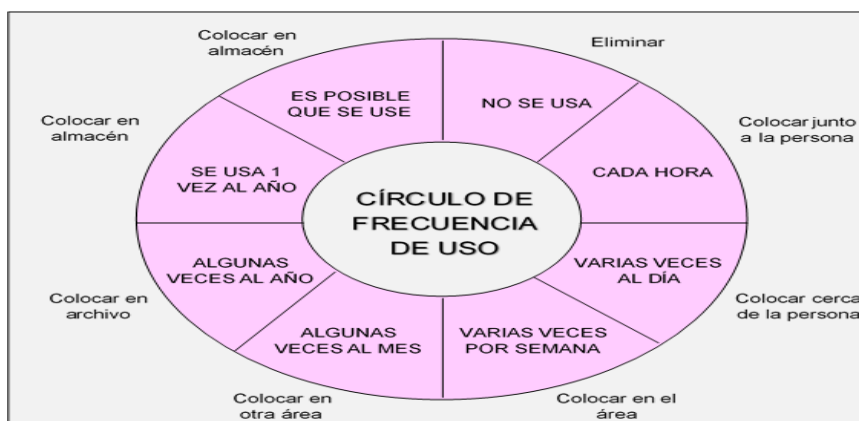 Colocar en
almacén
Eliminar
ES POSIBLE
QUE SE USE
NO SE USA
Colocar en
almacén
Colocar junto
a la persona
SE USA 1
VEZ AL AÑO
CADA HORA
CÍRCULO DE
FRECUENCIA
DE USO
ALGUNAS
VECES AL AÑO
VARIAS VECES
AL DÍA
Colocar en
archivo
Colocar cerca
de la persona
ALGUNAS
VECES AL MES
VARIAS VECES
POR SEMANA
Colocar en
otra área
Colocar en el
área